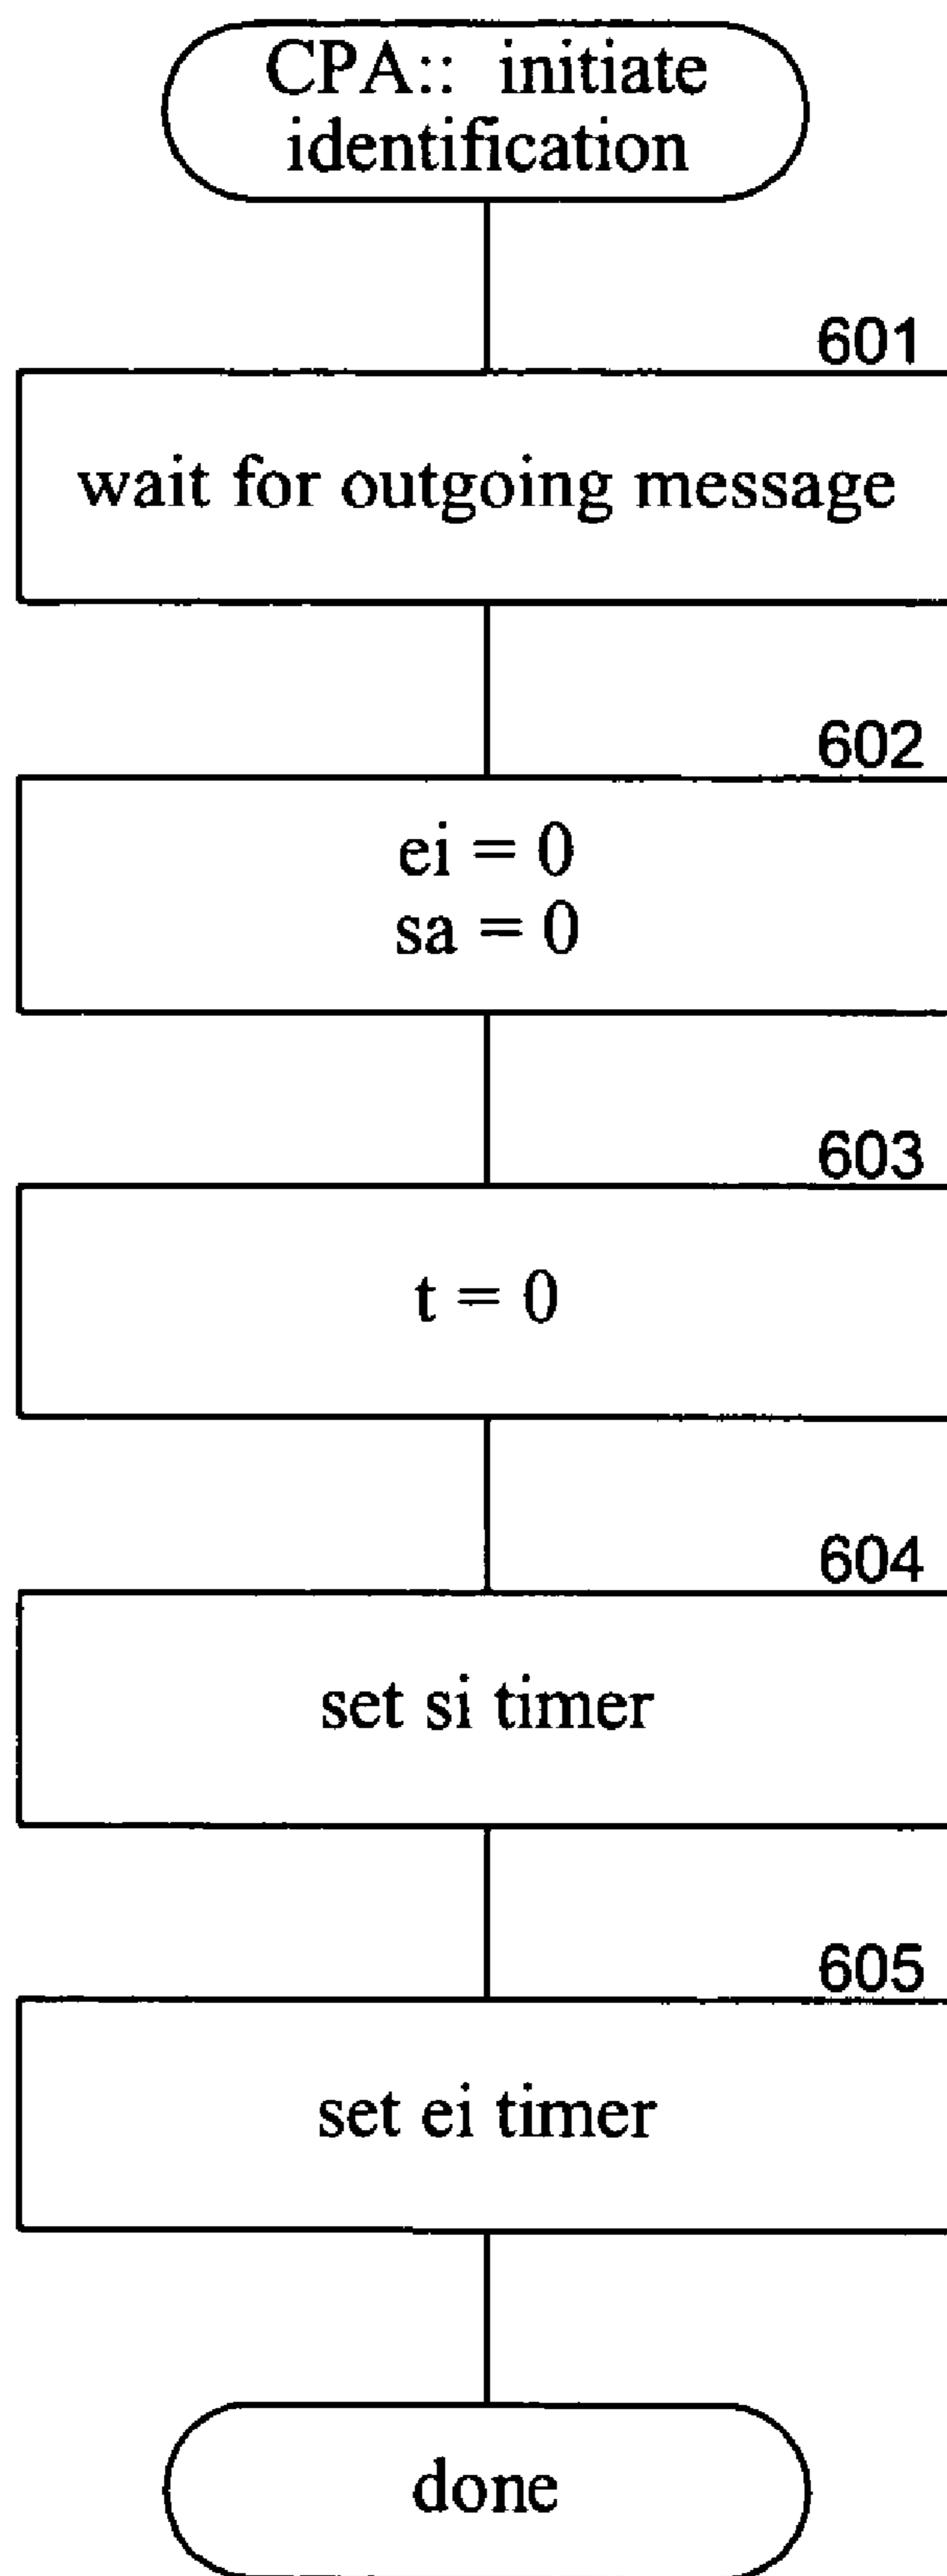 CPA:: initiate
identification
601
wait for outgoing message
602
ei = 0
sa = 0
603
t = 0
604
set si timer
605
set ei timer
done